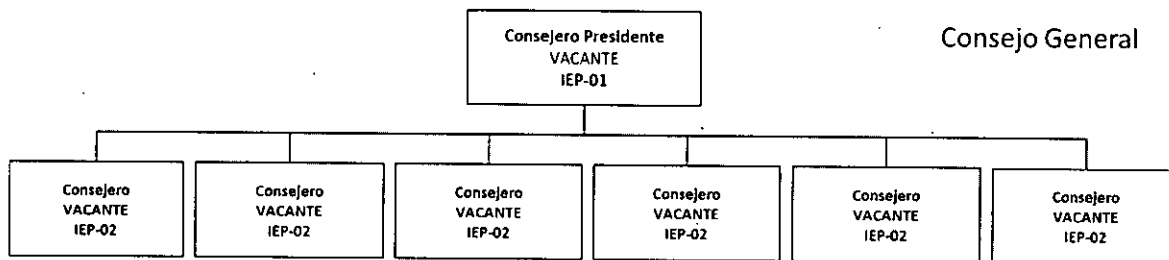 Consejo General
Consejero Presidente
VACANTE
IEP-01
Consejero
VACANTE
IEP-02
Consejero
VACANTE
IEP-02
Consejero
VACANTE
IEP-02
Consejero
VACANTE
IEP-02
Consejero
VACANTE
IEP-02
Consejero
VACANTE
IEP-02